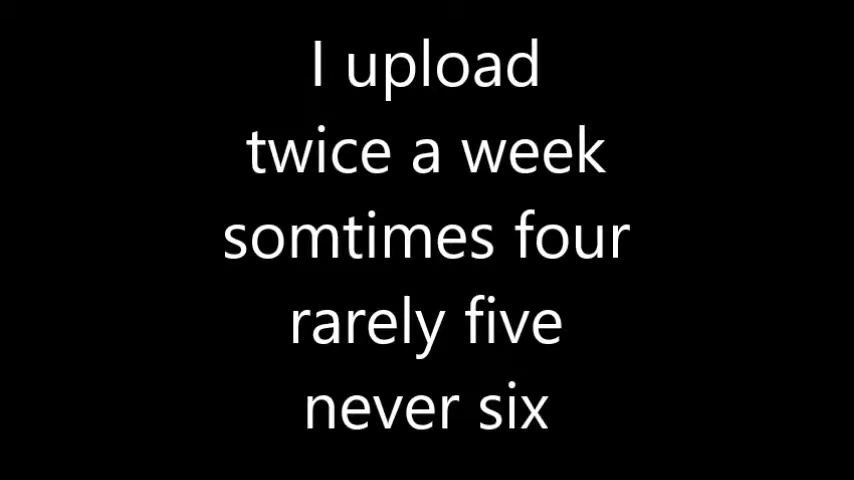 I upload
twice a week
somtimes four
rarely five
never six